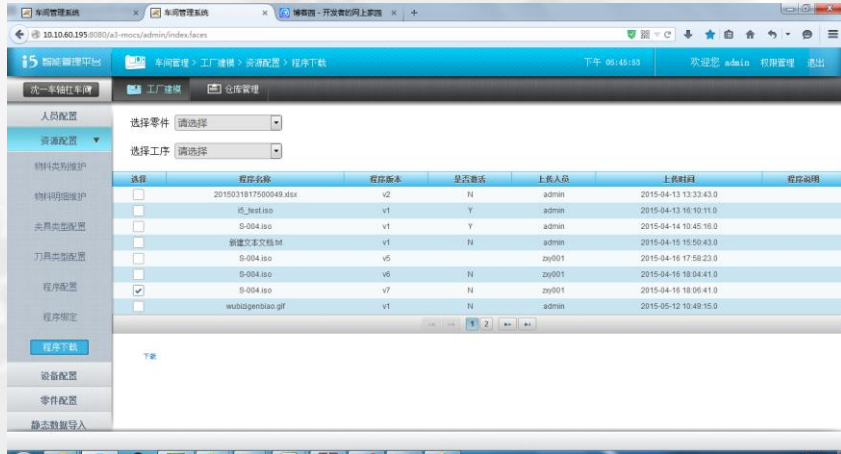 车间管理系统
车间管理系统
博客园 - 开发者的网上家园
10.10.60.195:8080/a3-mocs/admin/index.faces
i5 智能管理平台
车间管理 > 工厂建模 > 资源配置 > 程序下载
下午 05:45:53
欢迎您 admin 权限管理 退出
沈一车轴杠车间
工厂建模
仓库管理
人员配置
资源配置
物料类别维护
物料明细维护
夹具类型配置
刀具类型配置
程序配置
程序绑定
程序下载
设备配置
零件配置
静态数据导入
选择零件 请选择
选择工序 请选择
选择 程序名称 程序版本 是否激活 上传人员 上传时间 程序说明
2015031817500049.xlsx v2 N admin 2015-04-13 13:33:43.0
i5_test.iso v1 Y admin 2015-04-13 16:10:11.0
S-004.iso v1 Y admin 2015-04-14 10:45:16.0
新建文本文档.txt v1 N admin 2015-04-15 15:50:43.0
S-004.iso v5 zxy001 2015-04-16 17:58:23.0
S-004.iso v6 N zxy001 2015-04-16 18:04:41.0
S-004.iso v7 N zxy001 2015-04-16 18:06:41.0
wubizigenbiao.gif v1 N admin 2015-05-12 10:49:15.0
1 2
下载